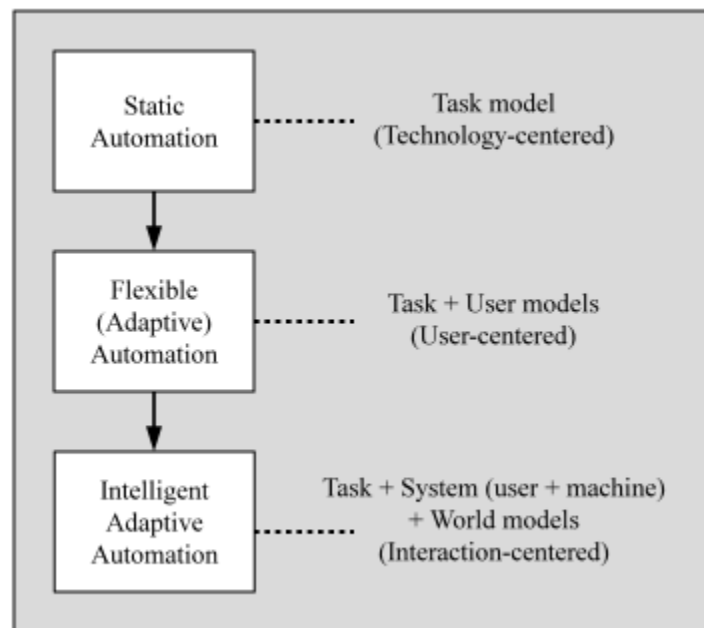 Static
Automation
Task model
(Technology-centered)
Flexible
(Adaptive)
Automation
Task + User models
(User-centered)
Intelligent
Adaptive
Automation
Task + System (user + machine)
+ World models
(Interaction-centered)